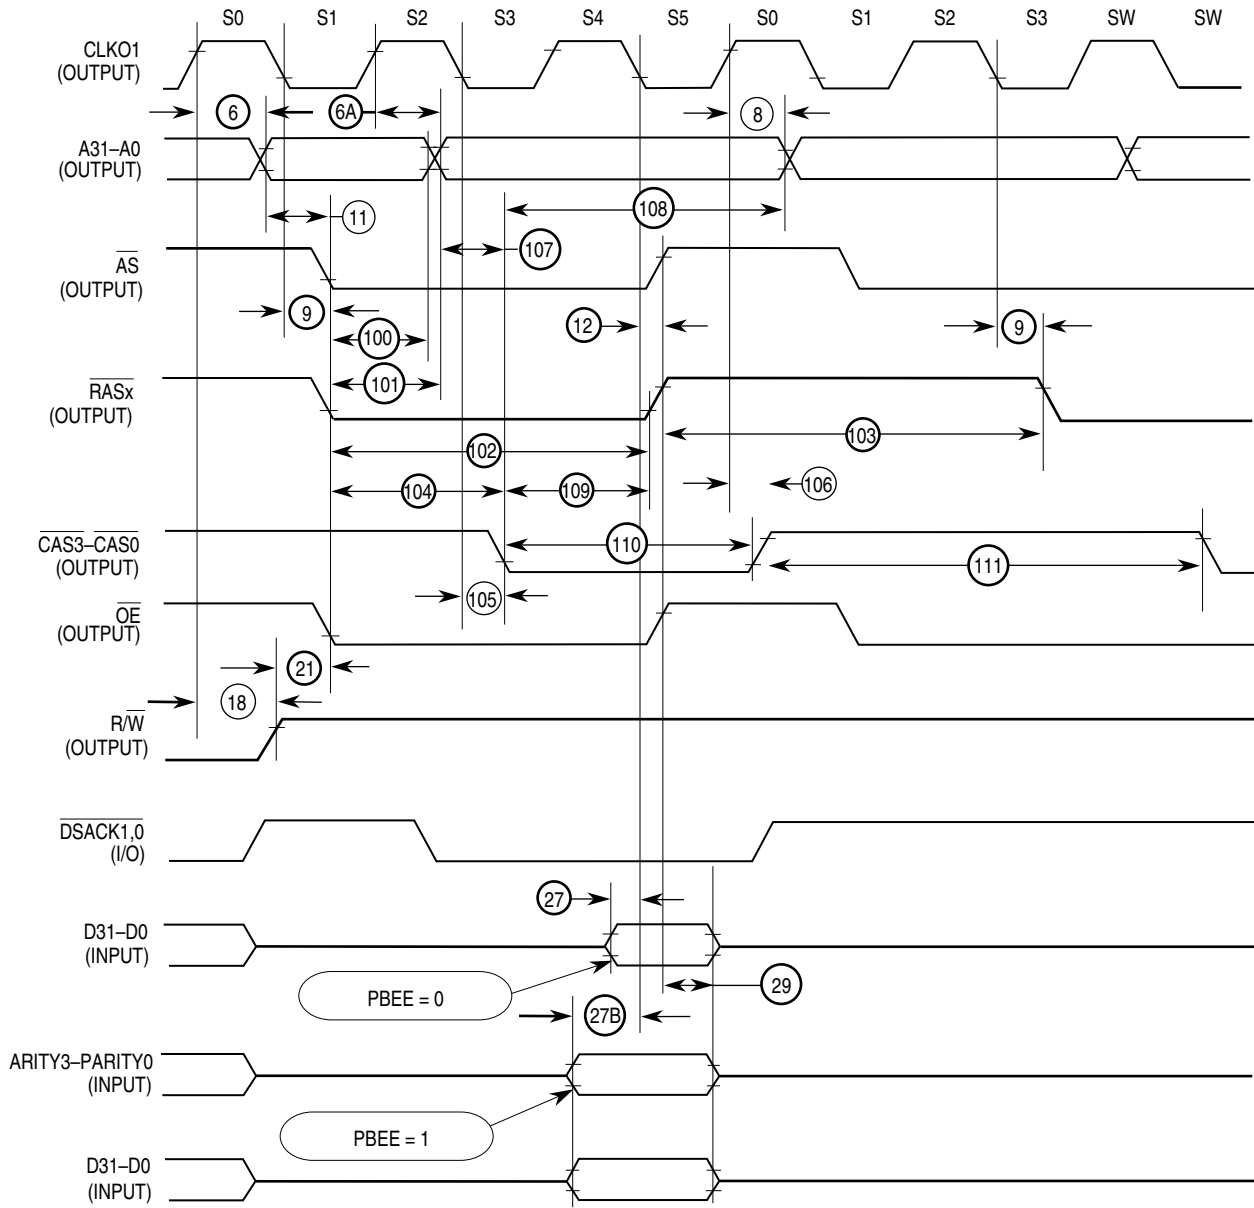 S0 S1 S2 S3 S4 S5 S0 S1 S2 S3 SW SW
CLKO1
(OUTPUT)
6 6A 8
A31–A0
(OUTPUT)
11 108
107
AS
(OUTPUT)
9 12 9
100
101
RASx
(OUTPUT)
102 103
104 109 106
CAS3–CAS0
(OUTPUT)
110 111
105
OE
(OUTPUT)
21
18
R/W
(OUTPUT)
DSACK1,0
(I/O)
27
D31–D0
(INPUT)
PBEE = 0
29
27B
ARITY3–PARITY0
(INPUT)
PBEE = 1
D31–D0
(INPUT)